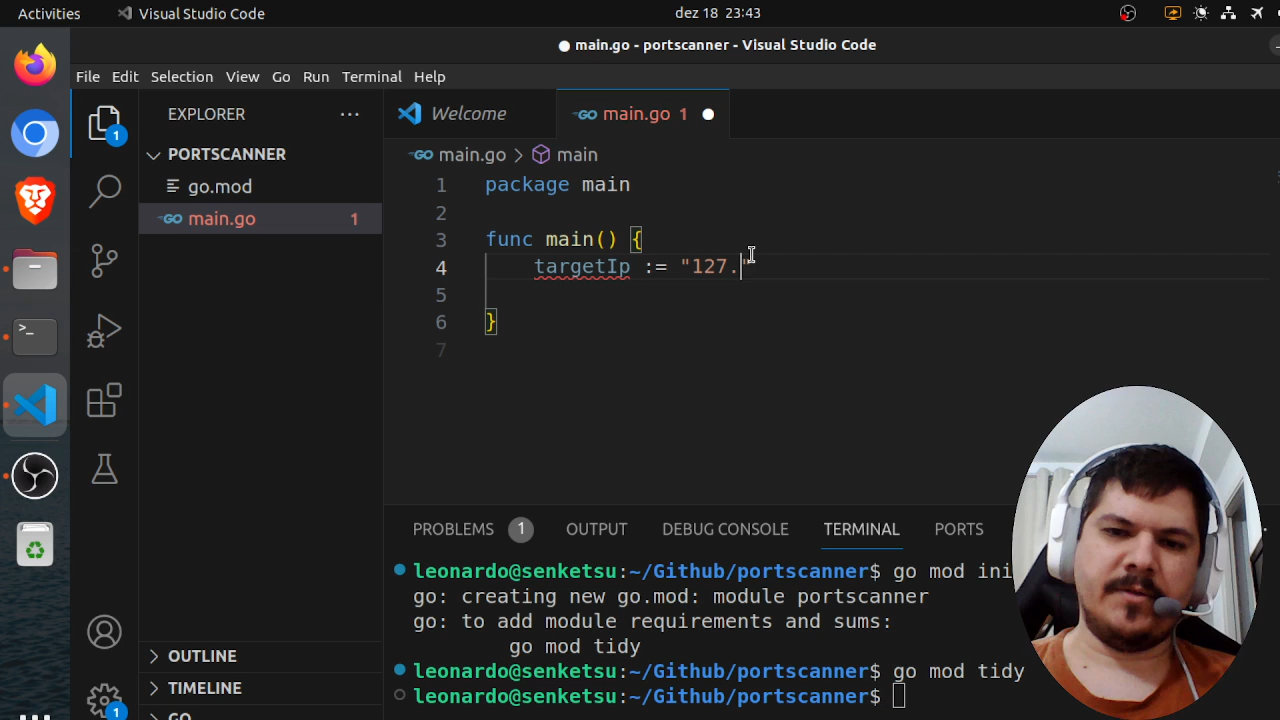 Activities Visual Studio Code dez 18 23:43
main.go - portscanner - Visual Studio Code
File Edit Selection View Go Run Terminal Help
EXPLORER ... Welcome main.go 1
PORTSCANNER main.go > main
go.mod
main.go 1
1 package main
2
3 func main() {
4 targetIp := "127."
5
6 }
7
PROBLEMS 1 OUTPUT DEBUG CONSOLE TERMINAL PORTS
leonardo@senketsu:~/Github/portscanner$ go mod ini
go: creating new go.mod: module portscanner
go: to add module requirements and sums:
go mod tidy
leonardo@senketsu:~/Github/portscanner$ go mod tidy
leonardo@senketsu:~/Github/portscanner$
OUTLINE
TIMELINE
GO
1
1